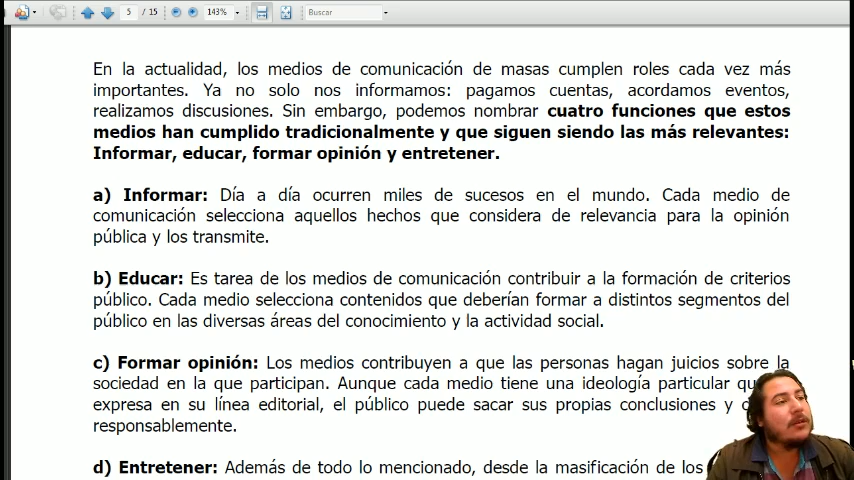 5 / 15 143% Buscar
En la actualidad, los medios de comunicación de masas cumplen roles cada vez más
importantes. Ya no solo nos informamos: pagamos cuentas, acordamos eventos,
realizamos discusiones. Sin embargo, podemos nombrar cuatro funciones que estos
medios han cumplido tradicionalmente y que siguen siendo las más relevantes:
Informar, educar, formar opinión y entretener.
a) Informar: Día a día ocurren miles de sucesos en el mundo. Cada medio de
comunicación selecciona aquellos hechos que considera de relevancia para la opinión
pública y los transmite.
b) Educar: Es tarea de los medios de comunicación contribuir a la formación de criterios
público. Cada medio selecciona contenidos que deberían formar a distintos segmentos del
público en las diversas áreas del conocimiento y la actividad social.
c) Formar opinión: Los medios contribuyen a que las personas hagan juicios sobre la
sociedad en la que participan. Aunque cada medio tiene una ideología particular
expresa en su línea editorial, el público puede sacar sus propias conclusiones y
responsablemente.
d) Entretener: Además de todo lo mencionado, desde la masificación de los